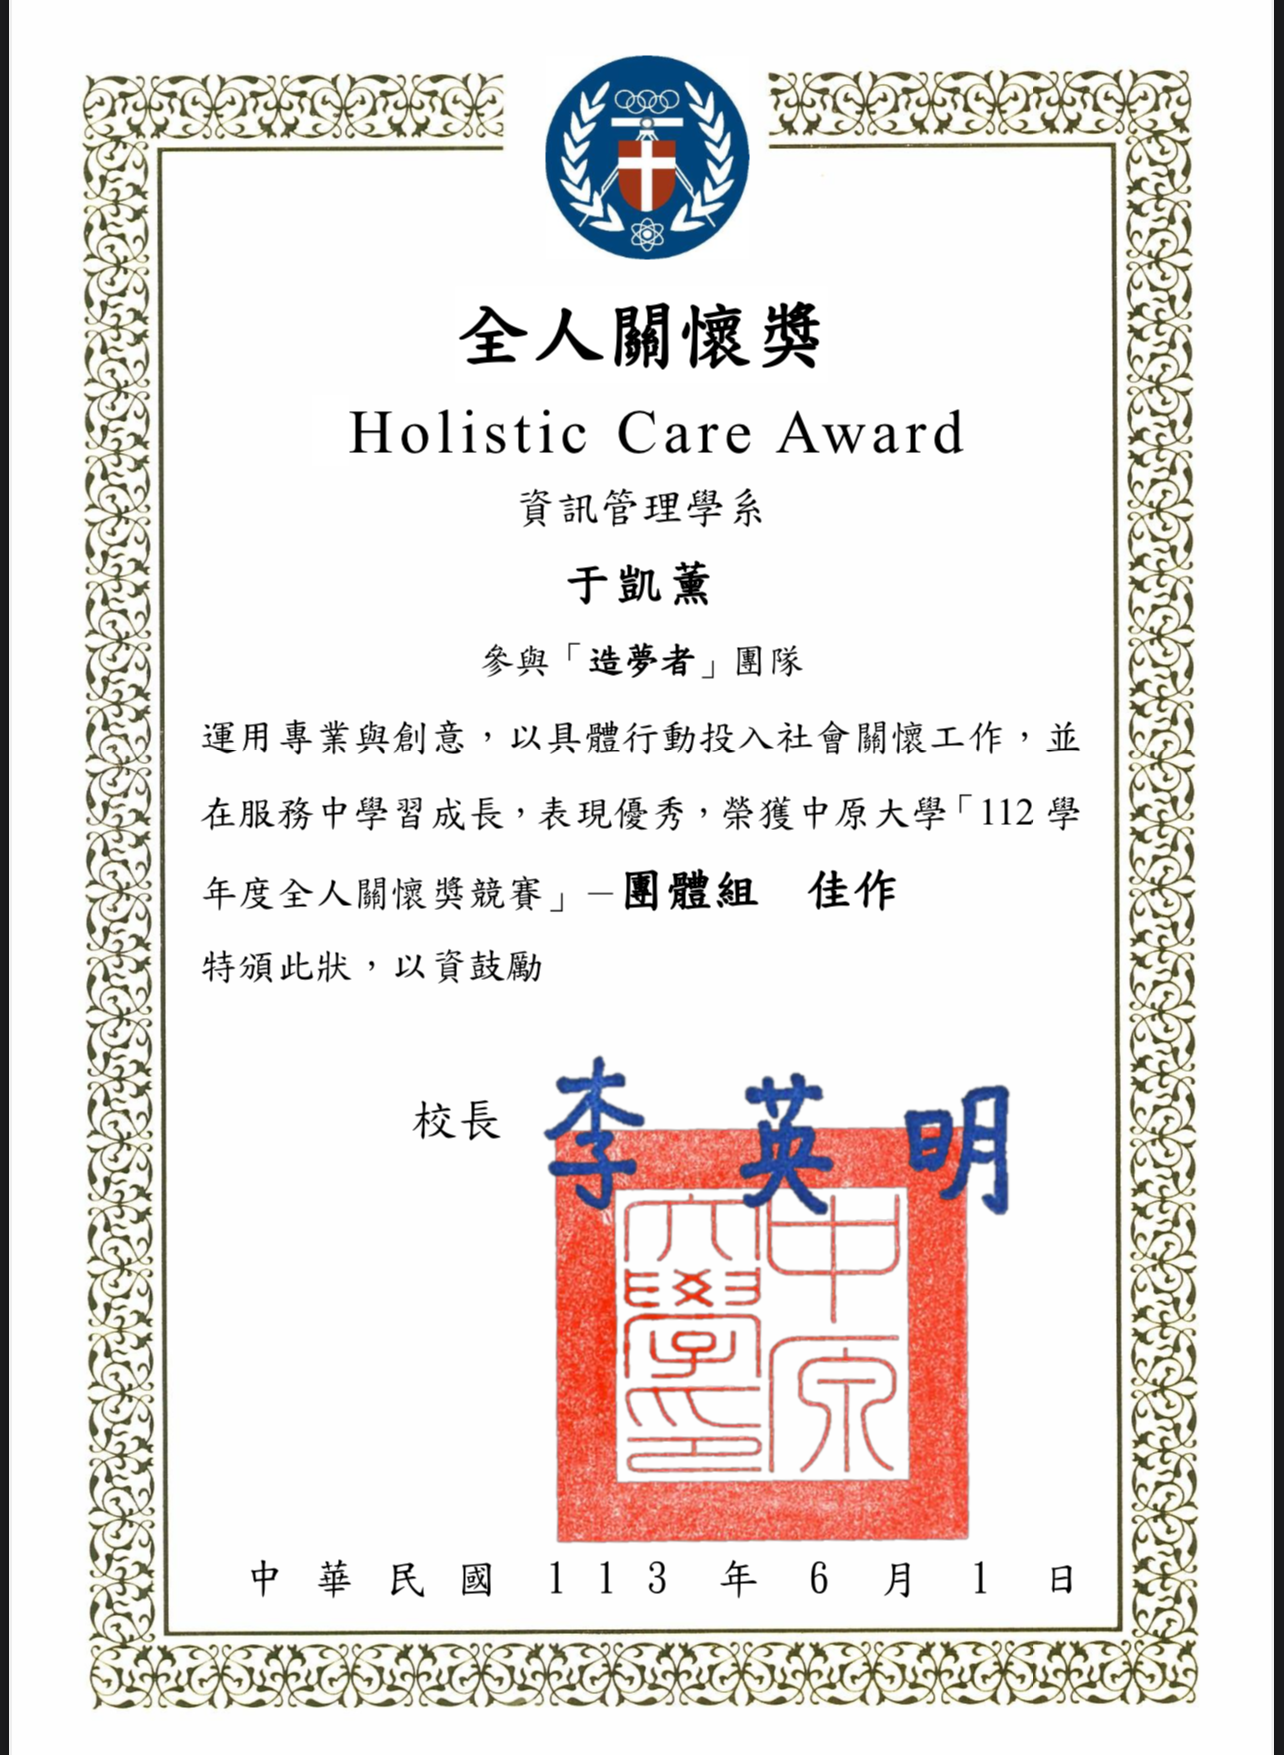 全人關懷獎
Holistic Care Award
資訊管理學系
于凱薰
參與「造夢者」團隊
運用專業與創意，以具體行動投入社會關懷工作，並
在服務中學習成長，表現優秀，榮獲中原大學「112 學
年度全人關懷獎競賽」－團體組　佳作
特頒此狀，以資鼓勵
校長 李英明
中原大學印
中華民國 113 年 6 月 1 日